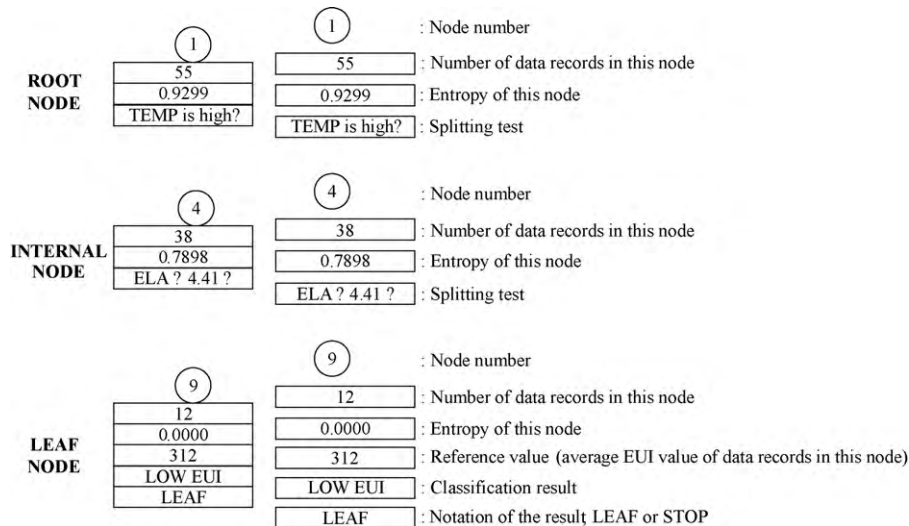 1
1 : Node number
ROOT NODE
55
0.9299
TEMP is high?
55 : Number of data records in this node
0.9299 : Entropy of this node
TEMP is high? : Splitting test
4
4 : Node number
INTERNAL NODE
38
0.7898
ELA ? 4.41 ?
38 : Number of data records in this node
0.7898 : Entropy of this node
ELA ? 4.41 ? : Splitting test
9
9 : Node number
LEAF NODE
12
0.0000
312
LOW EUI
LEAF
12 : Number of data records in this node
0.0000 : Entropy of this node
312 : Reference value (average EUI value of data records in this node)
LOW EUI : Classification result
LEAF : Notation of the result, LEAF or STOP